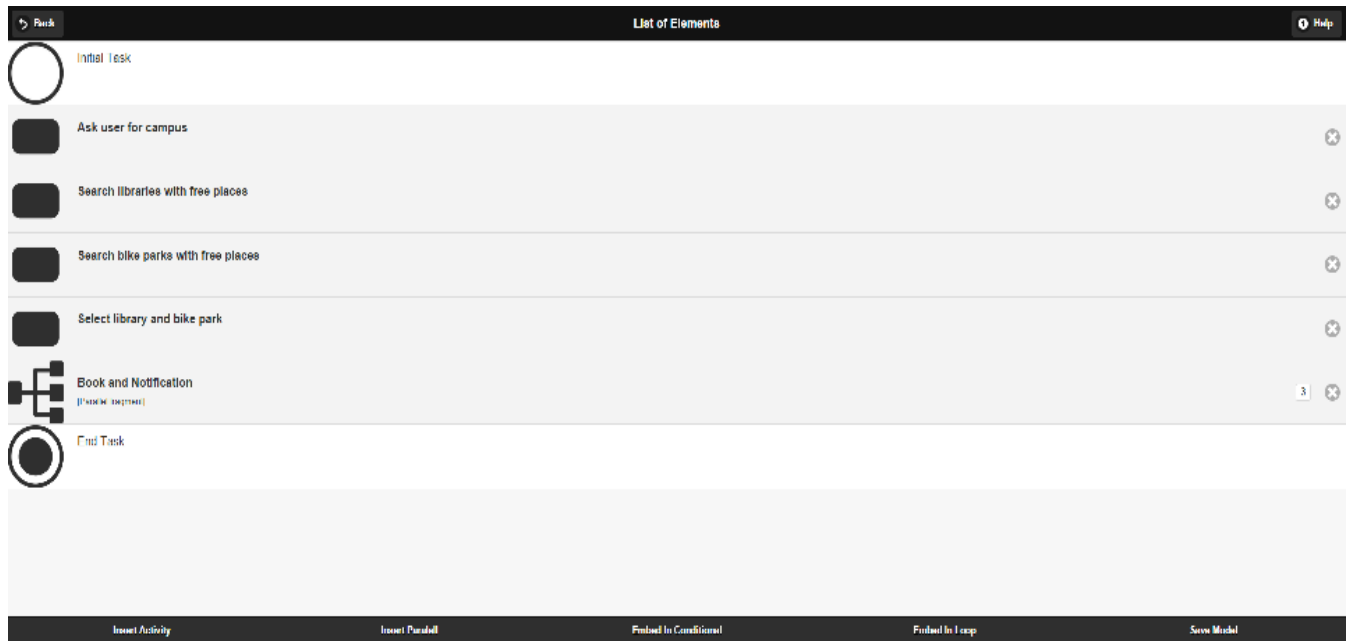 Back
List of Elements
Help
Initial Task
Ask user for campus
Search libraries with free places
Search bike parks with free places
Select library and bike park
Book and Notification
[Parallel fragment]
3
End Task
Insert Activity
Insert Paralell
Embed In Conditional
Embed In Loop
Save Model